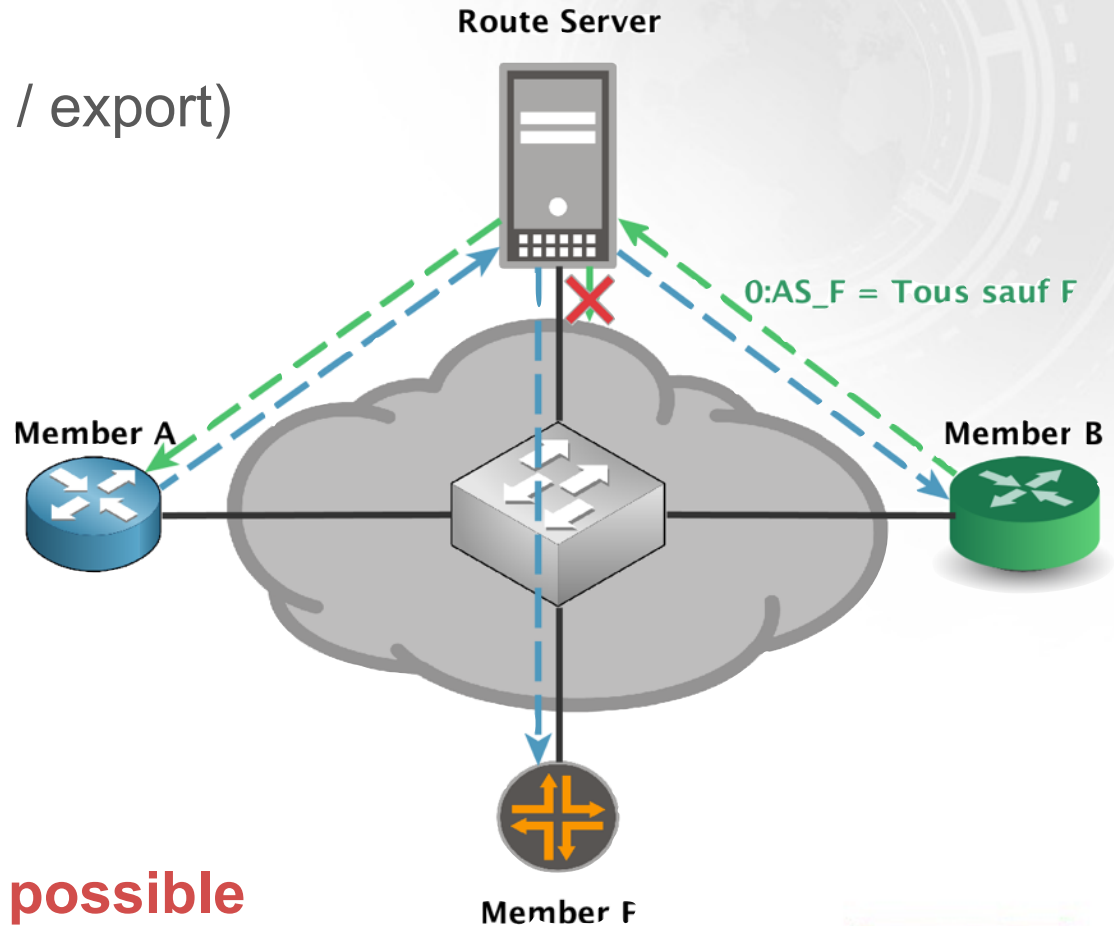 Route Server
/ export)
0:AS_F = Tous sauf F
Member A
Member B
possible
Member F